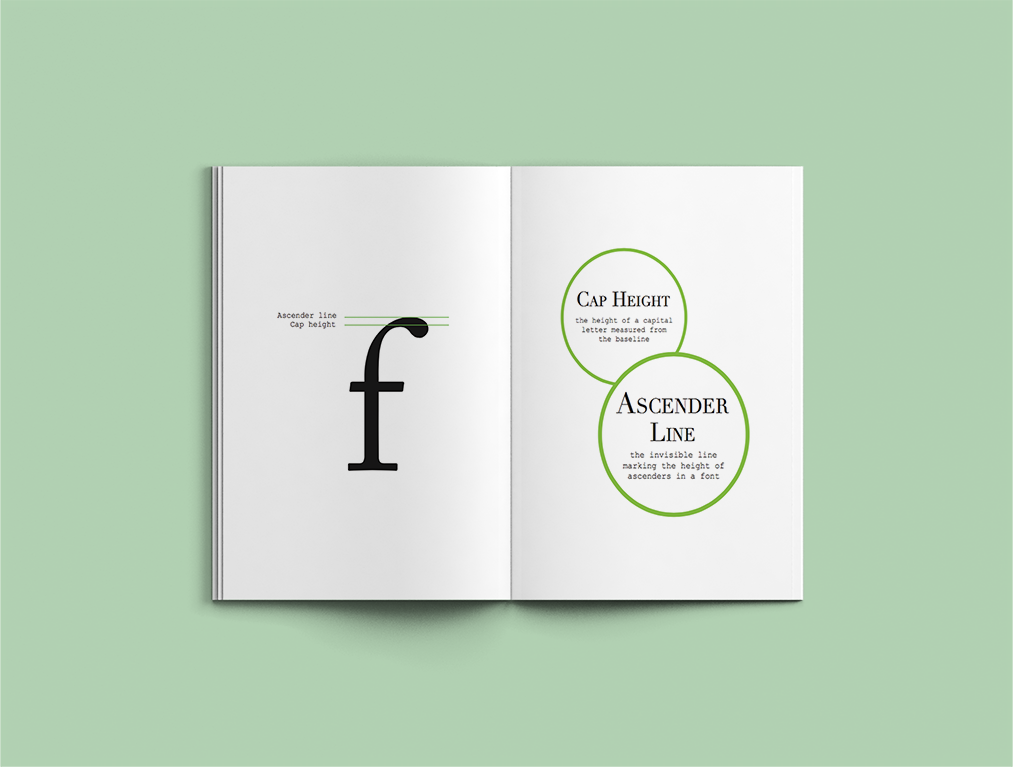 Ascender line
Cap height
f
Cap Height
the height of a capital
letter measured from
the baseline
Ascender
Line
the invisible line
marking the height of
ascenders in a font